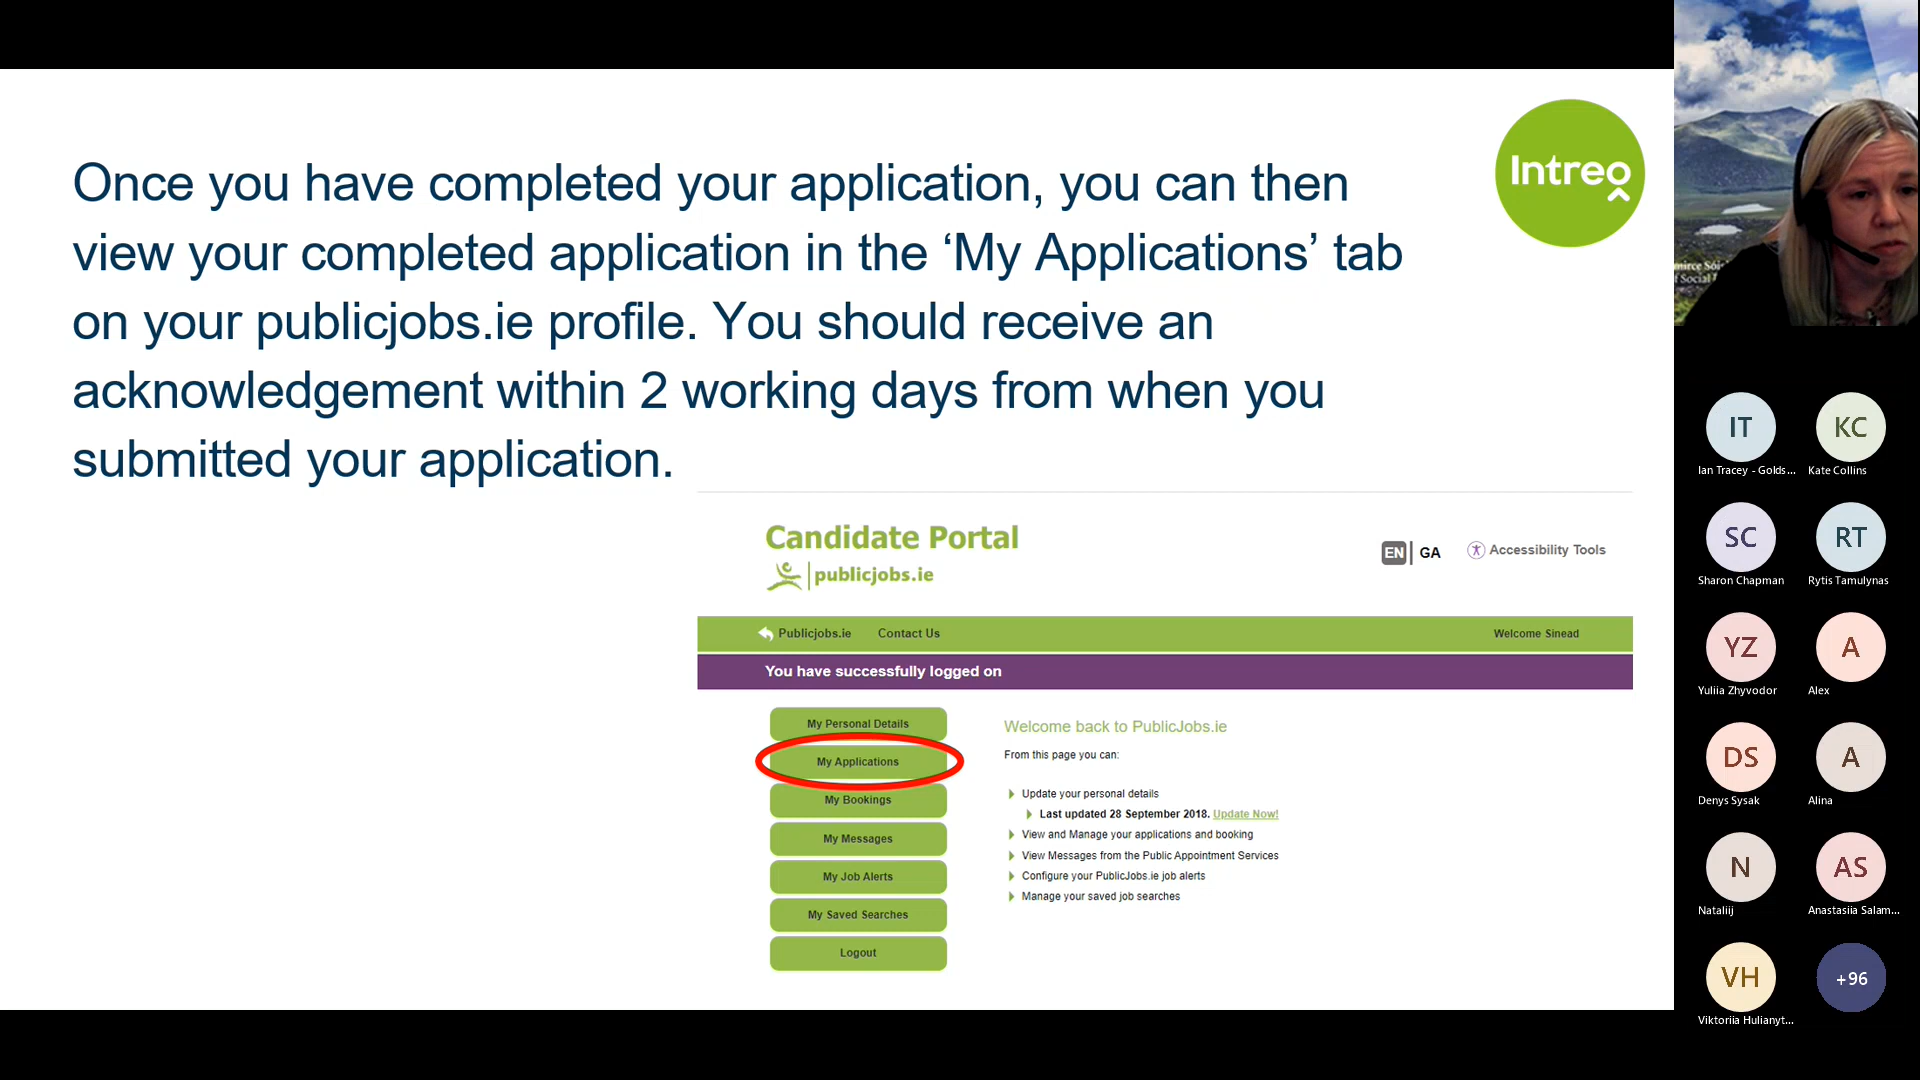 Once you have completed your application, you can then
view your completed application in the ‘My Applications’ tab
on your publicjobs.ie profile. You should receive an
acknowledgement within 2 working days from when you
submitted your application.
Intreo
Candidate Portal
publicjobs.ie
EN GA
Accessibility Tools
Publicjobs.ie
Contact Us
Welcome Sinead
You have successfully logged on
My Personal Details
My Applications
My Bookings
My Messages
My Job Alerts
My Saved Searches
Logout
Welcome back to PublicJobs.ie
From this page you can:
Update your personal details
Last updated 28 September 2018. Update Now!
View and Manage your applications and booking
View Messages from the Public Appointment Services
Configure your PublicJobs.ie job alerts
Manage your saved job searches
IT
Ian Tracey - Golds...
KC
Kate Collins
SC
Sharon Chapman
RT
Rytis Tamulynas
YZ
Yuliia Zhyvodor
A
Alex
DS
Denys Sysak
A
Alina
N
Nataliij
AS
Anastasiia Salam...
VH
Viktoriia Hulianyt...
+96